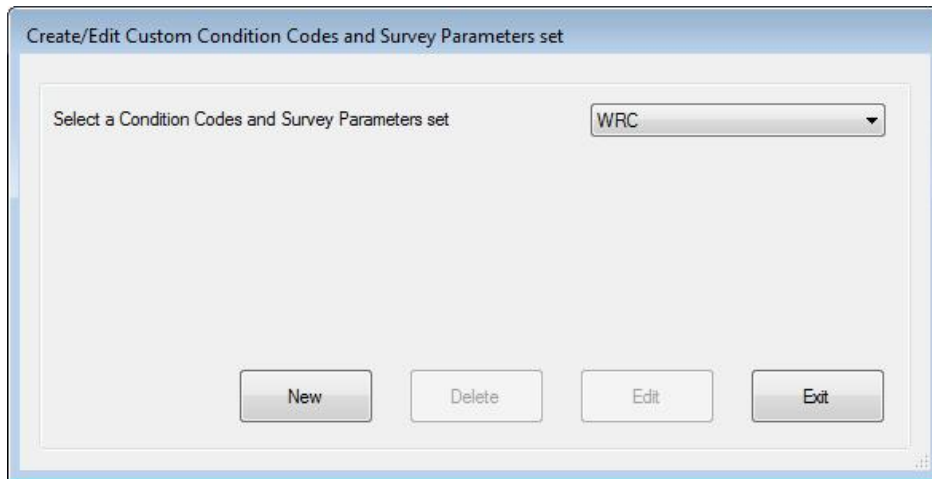 Create/Edit Custom Condition Codes and Survey Parameters set
Select a Condition Codes and Survey Parameters set WRC
New Delete Edit Exit